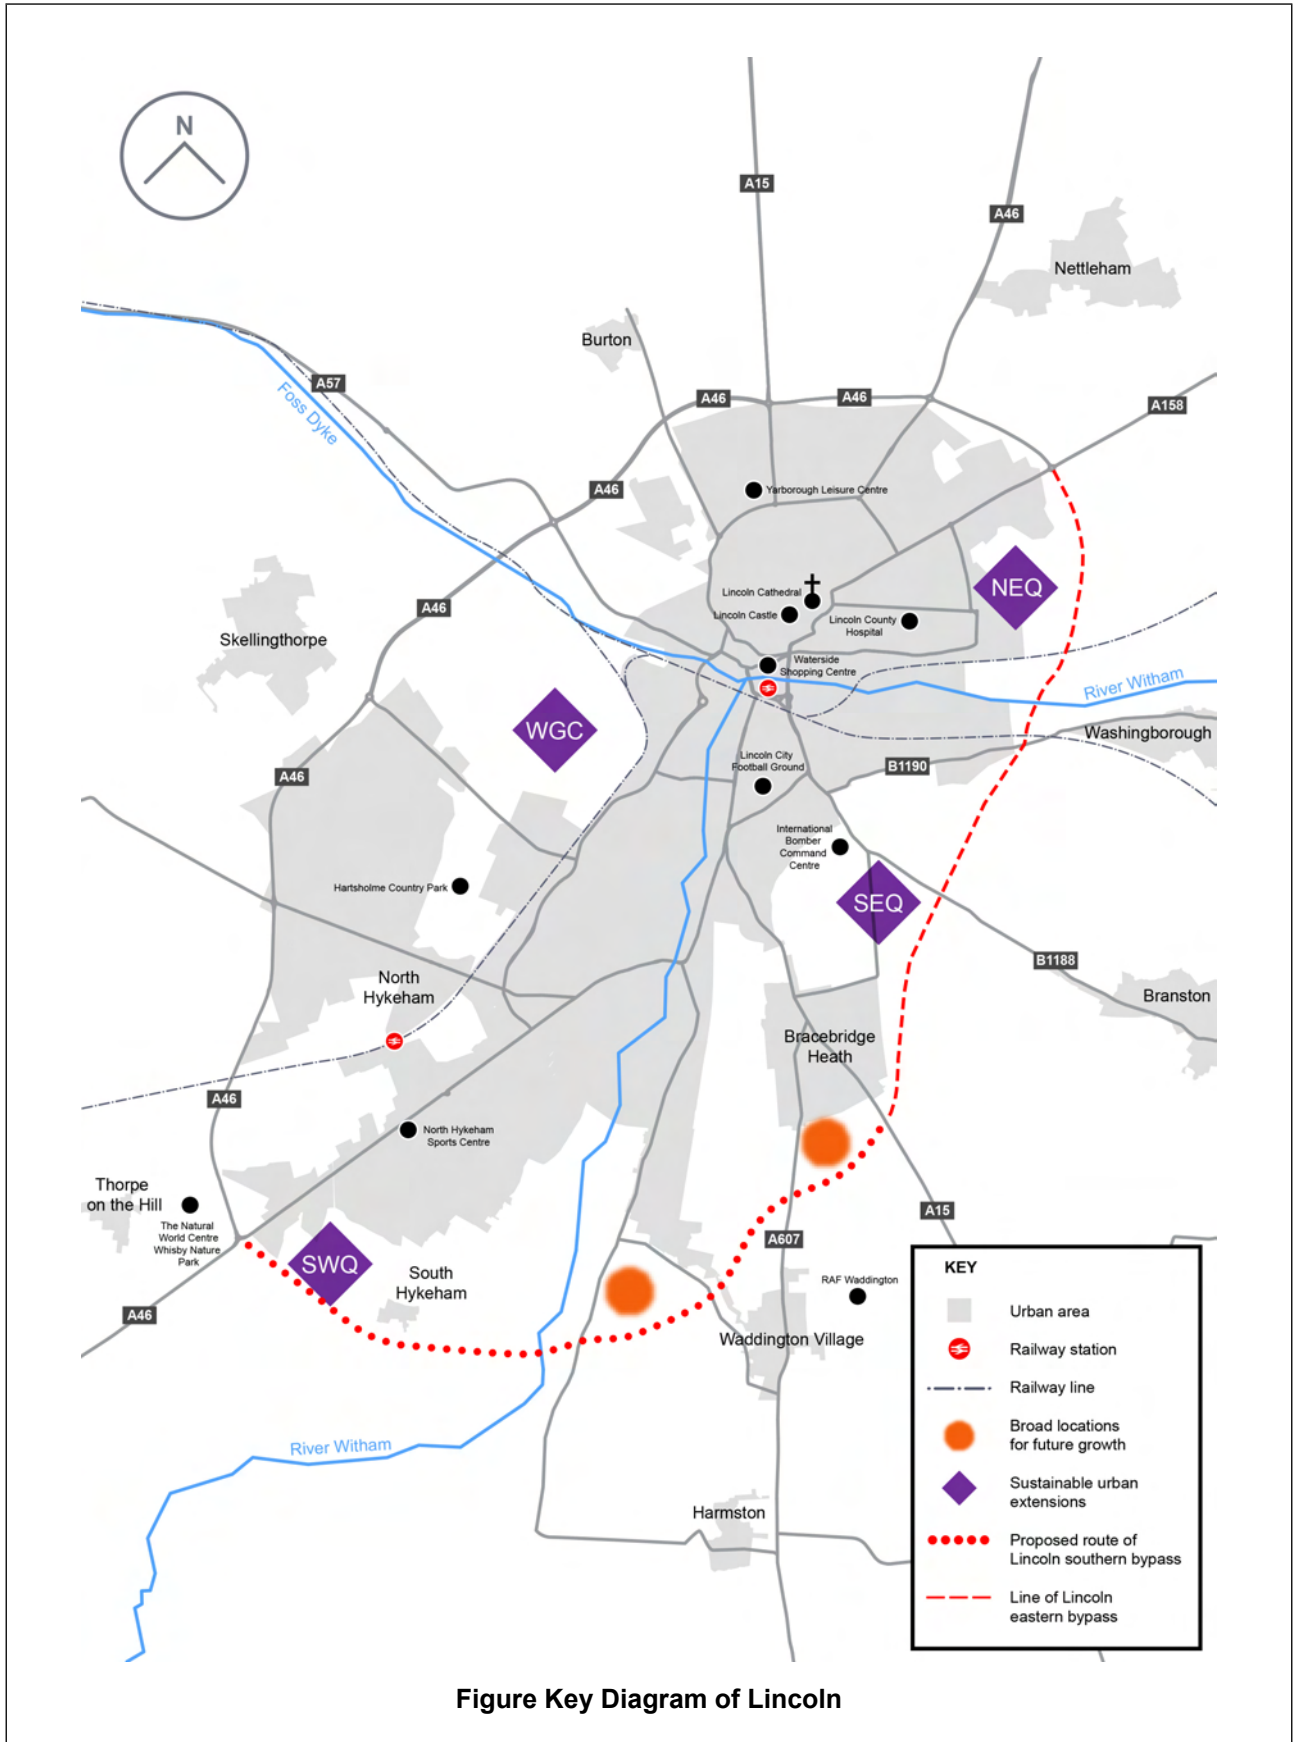 N
A15
A46
Nettleham
Burton
A57
Foss Dyke
A46
A46
A158
A46
Yarborough Leisure Centre
NEQ
Lincoln Cathedral
Lincoln Castle
Lincoln County
Hospital
A46
Skellingthorpe
Waterside
Shopping Centre
River Witham
WGC
Washingborough
Lincoln City
Football Ground
B1190
A46
International
Bomber
Command
Centre
Hartsholme Country Park
SEQ
B1188
North
Hykeham
Branston
Bracebridge
Heath
A46
North Hykeham
Sports Centre
Thorpe
on the Hill
The Natural
World Centre
Whisby Nature
Park
A15
A607
SWQ
South
Hykeham
RAF Waddington
A46
Waddington Village
River Witham
Harmston
KEY
Urban area
Railway station
Railway line
Broad locations
for future growth
Sustainable urban
extensions
Proposed route of
Lincoln southern bypass
Line of Lincoln
eastern bypass
Figure Key Diagram of Lincoln